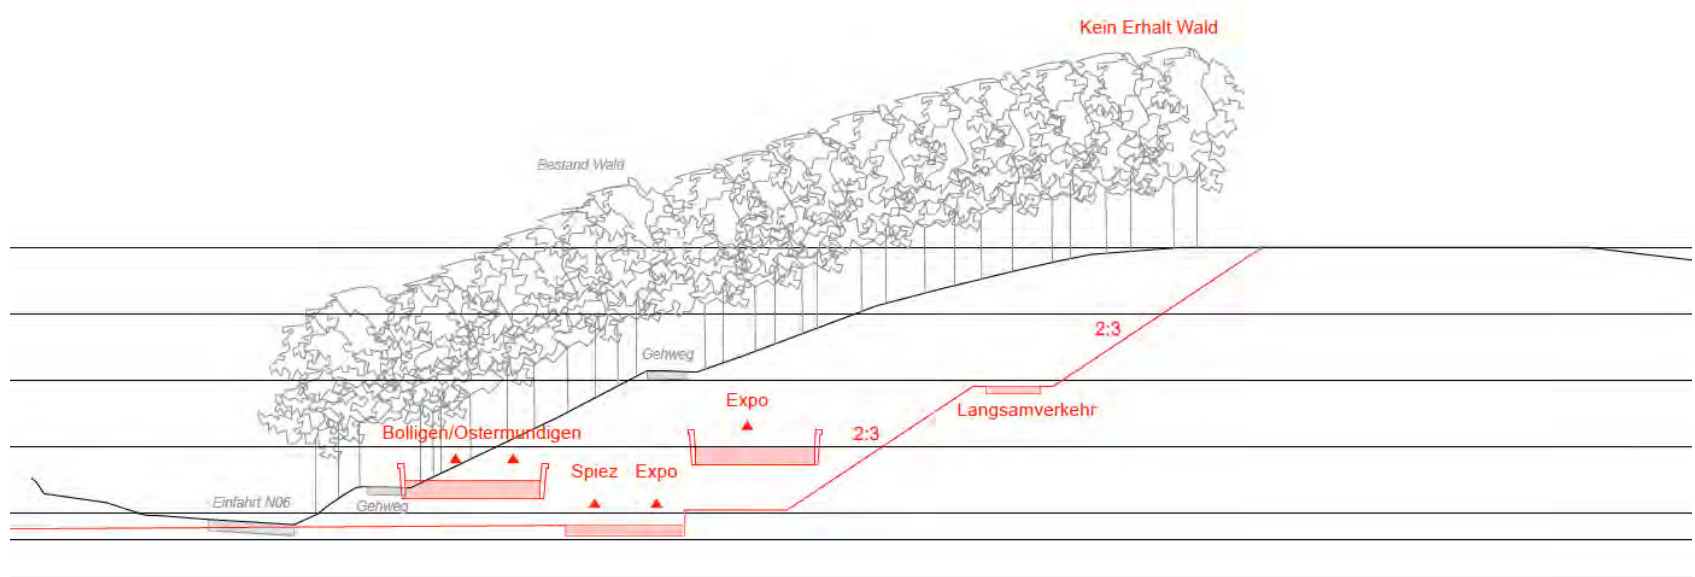 Kein Erhalt Wald
Bestand Wald
2:3
Gehweg
Expo
Langsamverkehr
Bolligen/Ostermundigen
2:3
Spiez Expo
Einfahrt N06
Gehweg